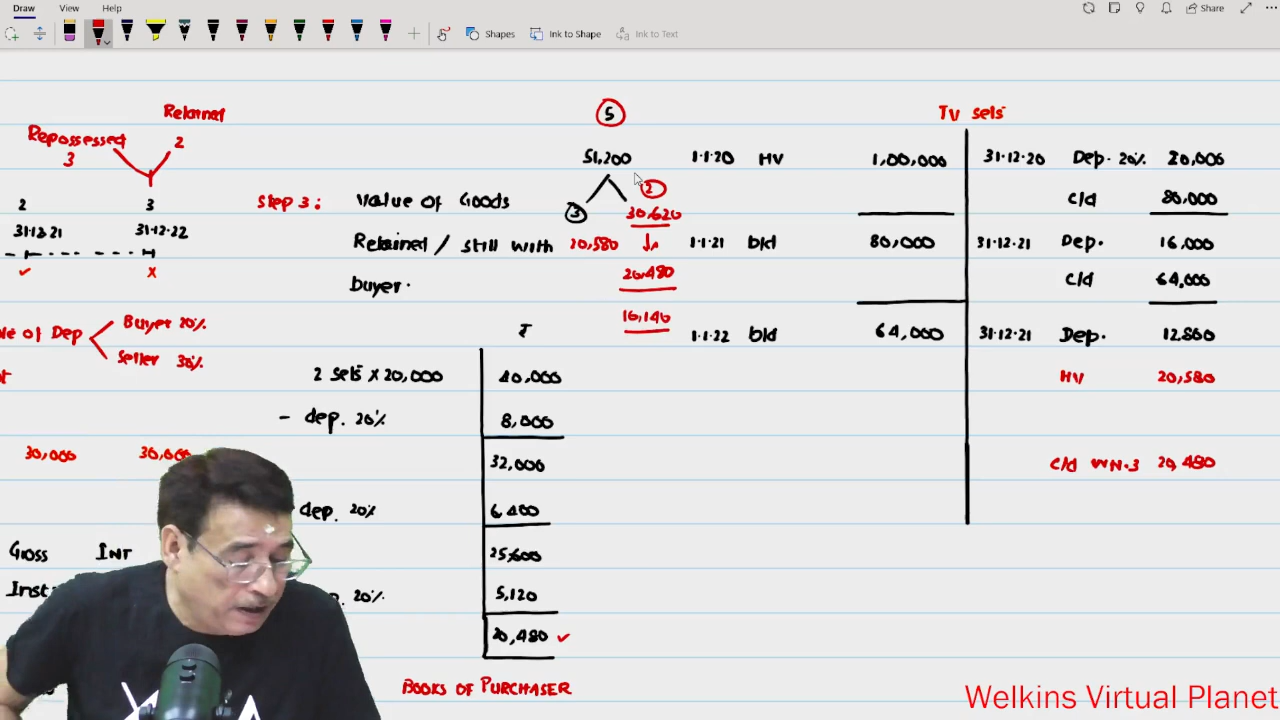 Draw View Help
Share
Shapes Ink to Shape Ink to Text
Repossessed
3
Retained
2
2 3
31.12.21 31.12.22
✓ x
Buyer 20%
of Dep
Seller 30%
30,000
Gross Int
Step 3: Value of Goods
Retained / still with
buyer.
5
51,200
3 2
20,580 30,620
20,480
₹
2 sets x 20,000 40,000
- dep. 20% 8,000
32,000
dep. 20% 6,400
25,600
20% 5,120
20,480 ✓
BOOKS OF PURCHASER
TV sets
1.1.20 HV 1,00,000 31.12.20 Dep. 20% 20,000
c/d 80,000
1.1.21 b/d 80,000 31.12.21 Dep. 16,000
c/d 64,000
1.1.22 b/d 64,000 31.12.21 Dep. 12,800
HV 20,580
c/d WN.3 20,480
Welkins Virtual Planet